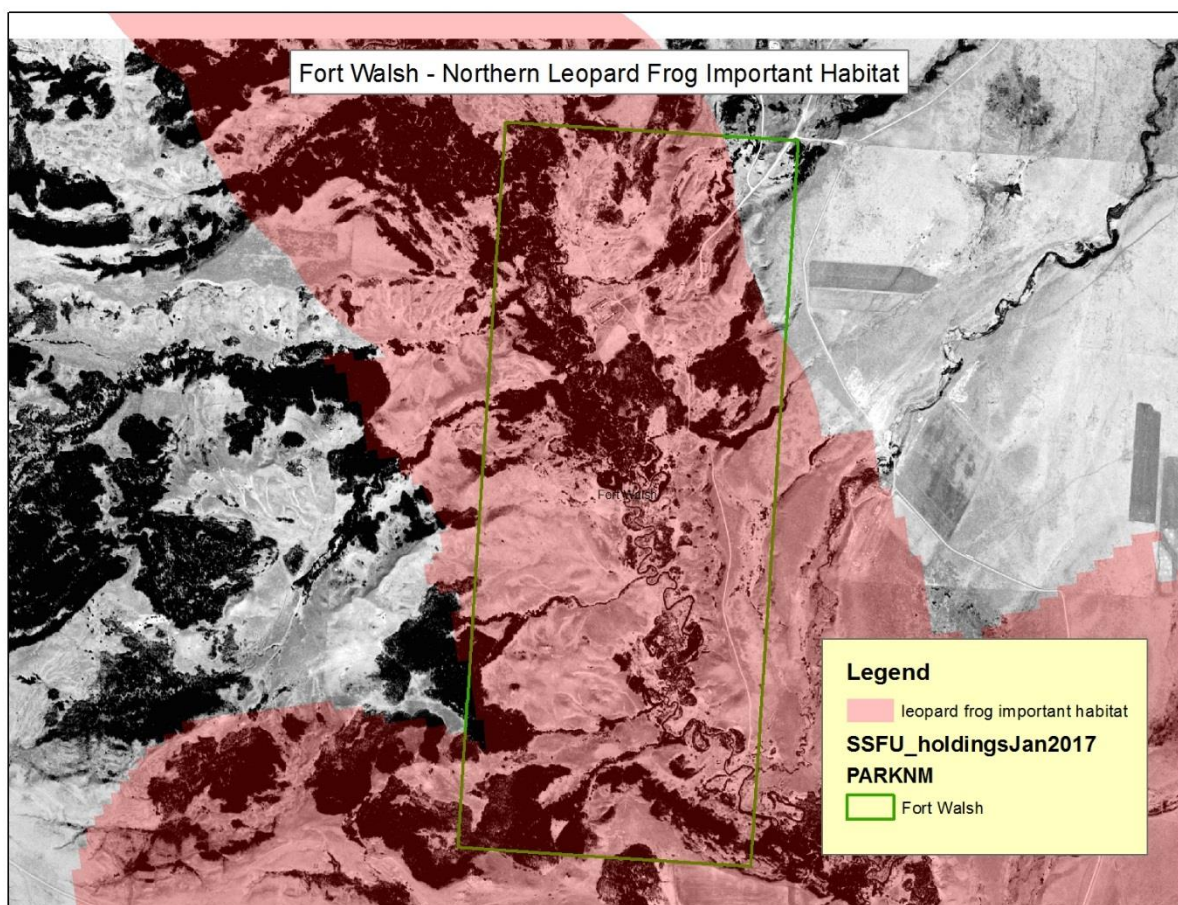 Fort Walsh - Northern Leopard Frog Important Habitat
Fort Walsh
Legend
leopard frog important habitat
SSFU_holdingsJan2017
PARKNM
Fort Walsh